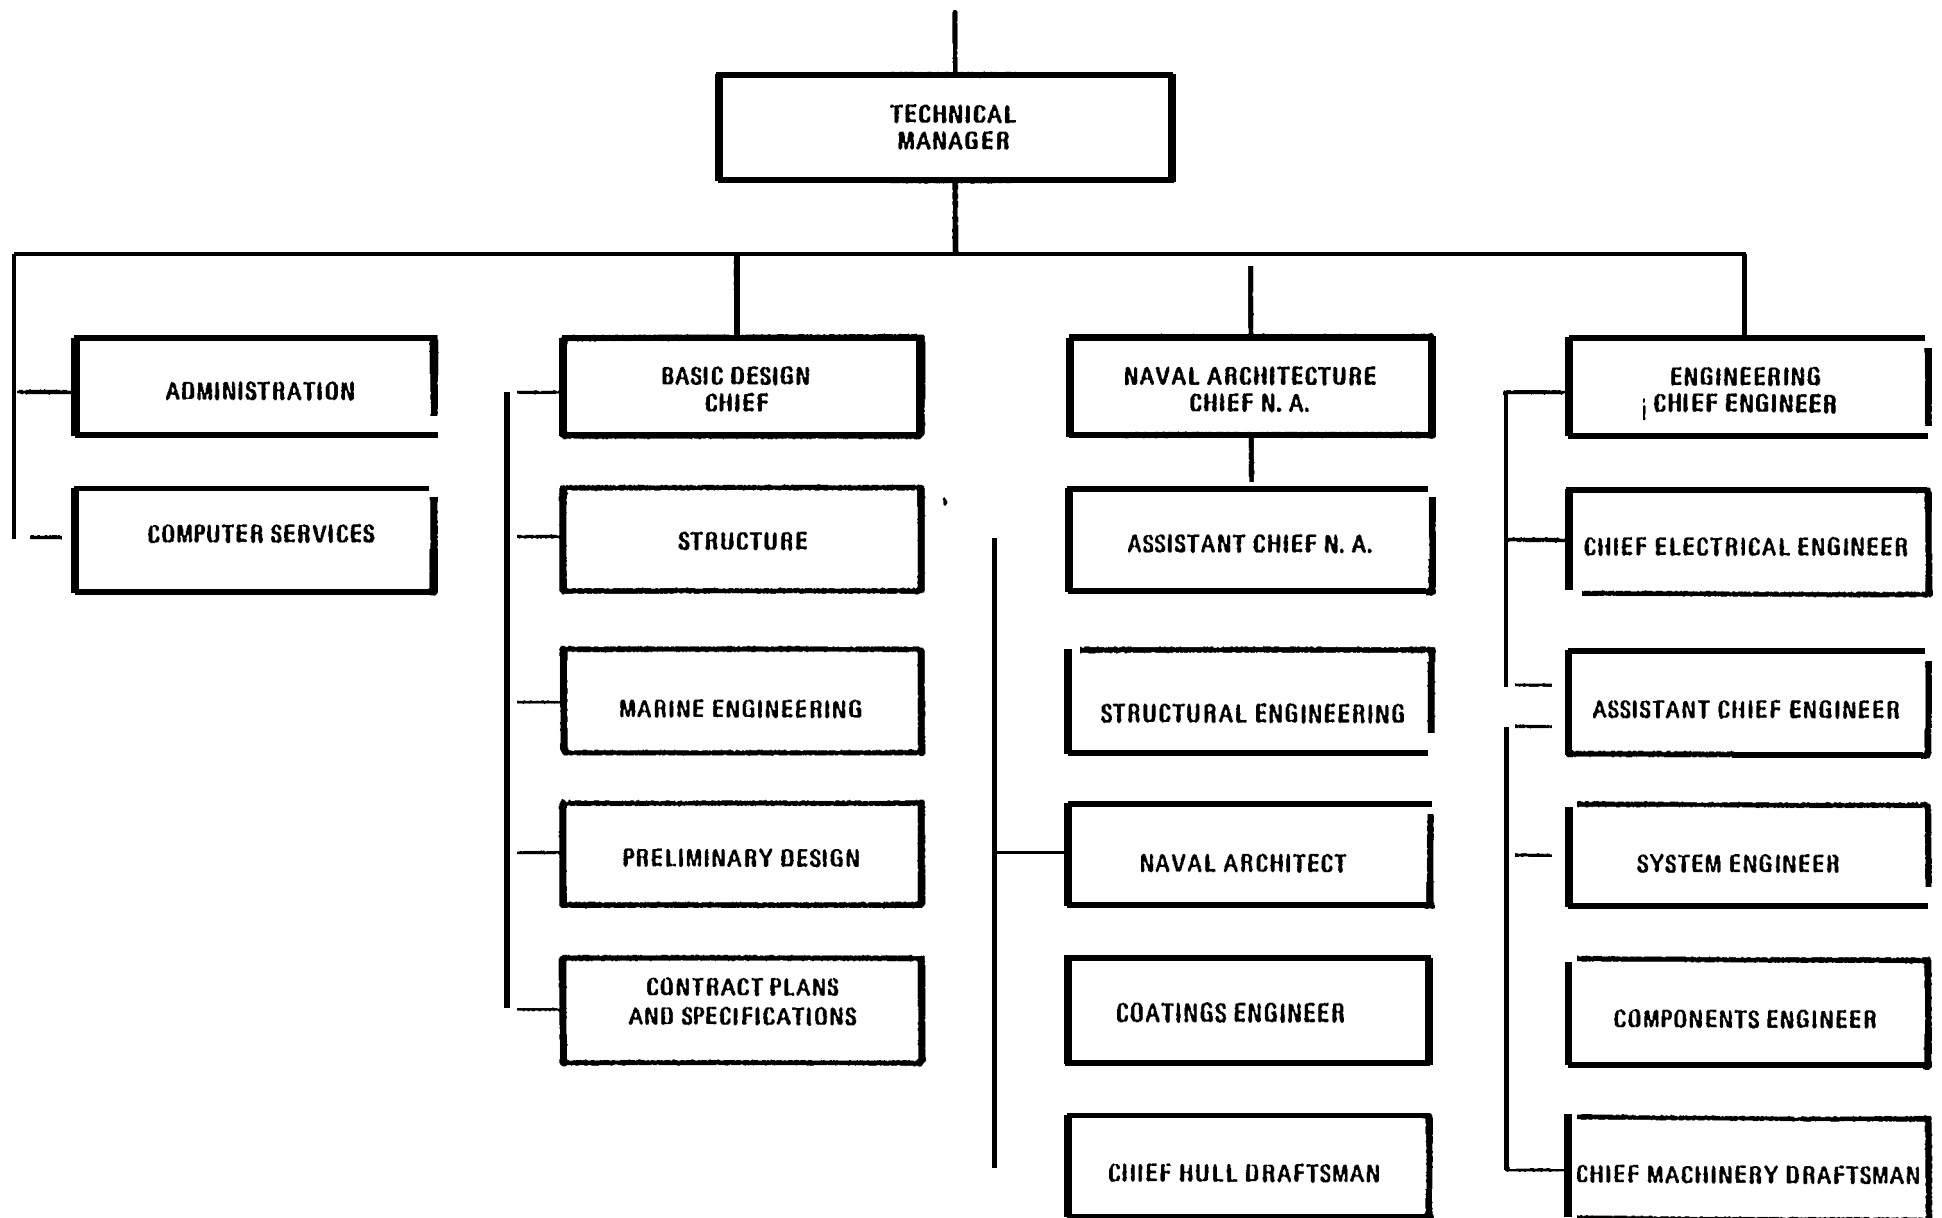 TECHNICAL
MANAGER
ADMINISTRATION
COMPUTER SERVICES
BASIC DESIGN
CHIEF
STRUCTURE
MARINE ENGINEERING
PRELIMINARY DESIGN
CONTRACT PLANS
AND SPECIFICATIONS
NAVAL ARCHITECTURE
CHIEF N. A.
ASSISTANT CHIEF N. A.
STRUCTURAL ENGINEERING
NAVAL ARCHITECT
COATINGS ENGINEER
CHIEF HULL DRAFTSMAN
ENGINEERING
CHIEF ENGINEER
CHIEF ELECTRICAL ENGINEER
ASSISTANT CHIEF ENGINEER
SYSTEM ENGINEER
COMPONENTS ENGINEER
CHIEF MACHINERY DRAFTSMAN